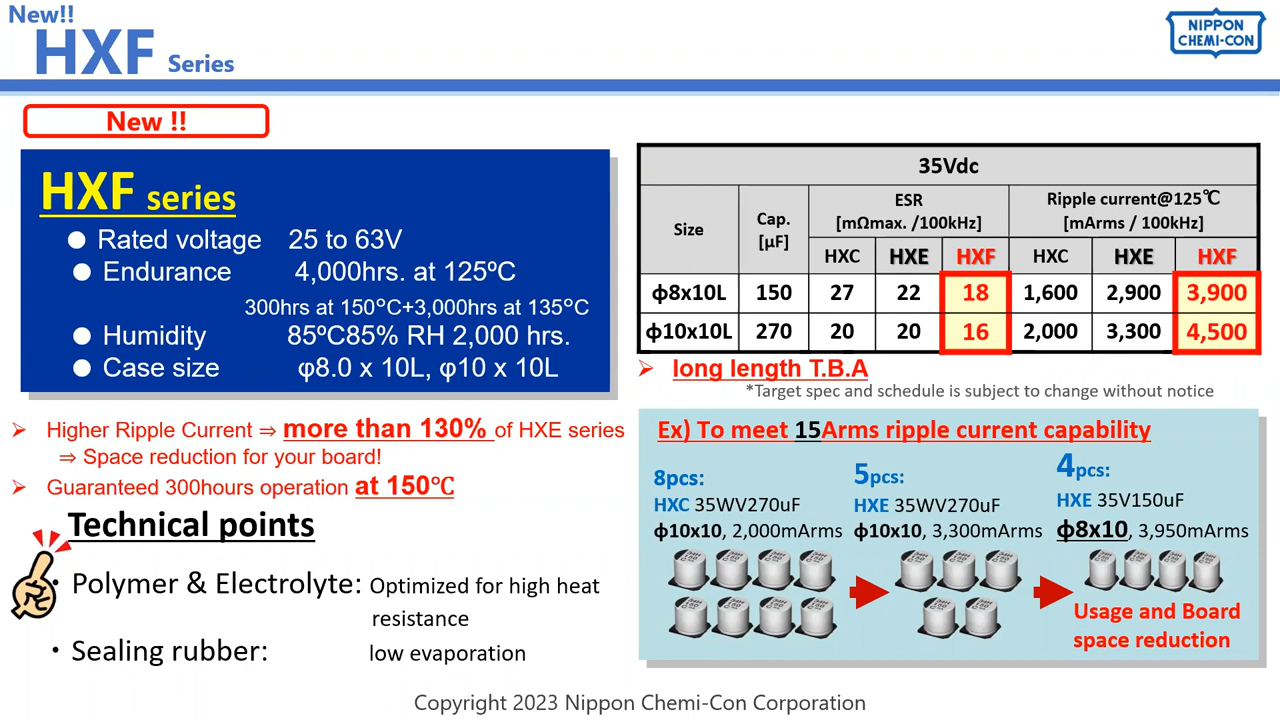 New!!
HXF Series
NIPPON
CHEMI-CON
New !!
HXF series
● Rated voltage 25 to 63V
● Endurance 4,000hrs. at 125ºC
300hrs at 150°C+3,000hrs at 135°C
● Humidity 85ºC85% RH 2,000 hrs.
● Case size φ8.0 x 10L, φ10 x 10L
➢ Higher Ripple Current ⇒ more than 130% of HXE series
⇒ Space reduction for your board!
➢ Guaranteed 300hours operation at 150℃
Technical points
・Polymer & Electrolyte: Optimized for high heat
resistance
・Sealing rubber: low evaporation
35Vdc
Size Cap. [µF] ESR [mΩmax. /100kHz] Ripple current@125℃ [mArms / 100kHz]
HXC HXE HXF HXC HXE HXF
ϕ8x10L 150 27 22 18 1,600 2,900 3,900
ϕ10x10L 270 20 20 16 2,000 3,300 4,500
➢ long length T.B.A
*Target spec and schedule is subject to change without notice
Ex) To meet 15Arms ripple current capability
8pcs:
HXC 35WV270uF
ϕ10x10, 2,000mArms
5pcs:
HXE 35WV270uF
ϕ10x10, 3,300mArms
4pcs:
HXE 35V150uF
ϕ8x10, 3,950mArms
Usage and Board
space reduction
Copyright 2023 Nippon Chemi-Con Corporation